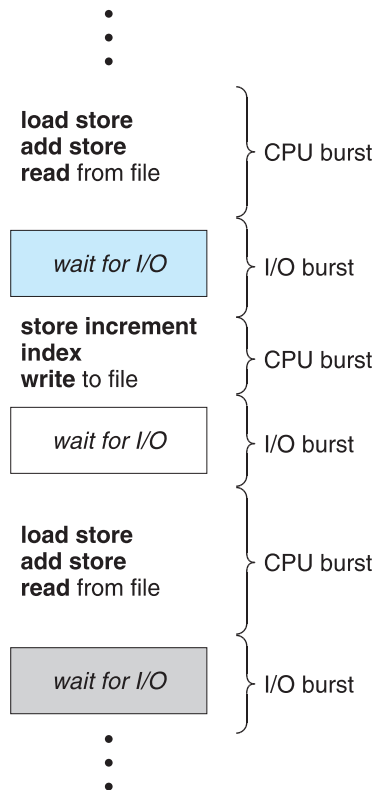 load store
add store
read from file
CPU burst
wait for I/O
I/O burst
store increment
index
write to file
CPU burst
wait for I/O
I/O burst
load store
add store
read from file
CPU burst
wait for I/O
I/O burst